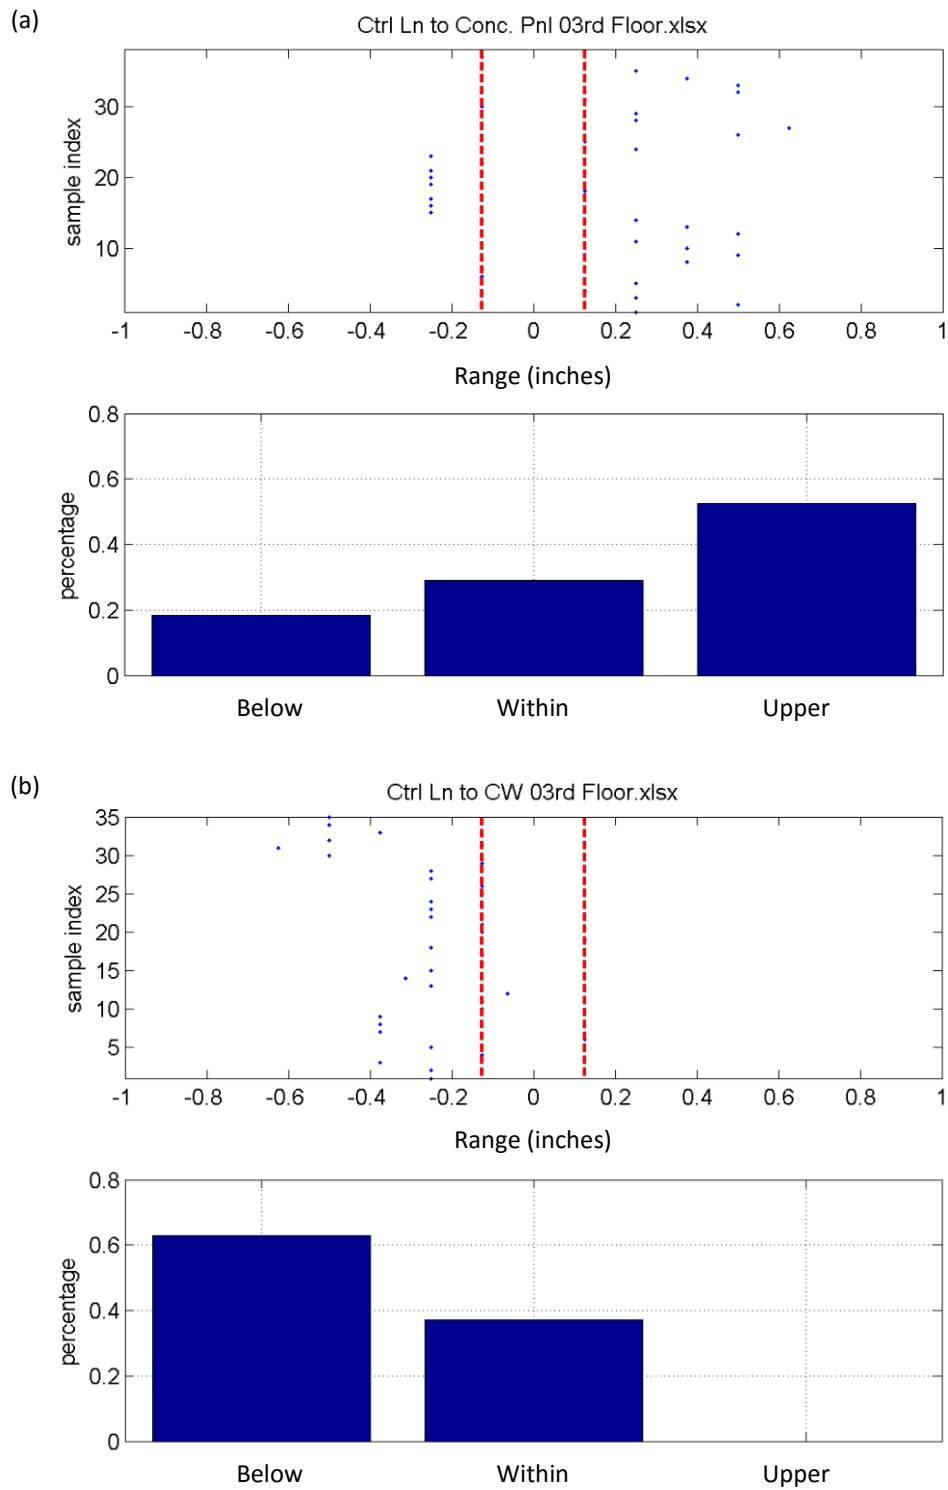 (a)
Ctrl Ln to Conc. Pnl 03rd Floor.xlsx
sample index
30
20
10
-1 -0.8 -0.6 -0.4 -0.2 0 0.2 0.4 0.6 0.8 1
Range (inches)
percentage
0.8
0.6
0.4
0.2
0
Below Within Upper
(b)
Ctrl Ln to CW 03rd Floor.xlsx
sample index
35
30
25
20
15
10
5
-1 -0.8 -0.6 -0.4 -0.2 0 0.2 0.4 0.6 0.8 1
Range (inches)
percentage
0.8
0.6
0.4
0.2
0
Below Within Upper